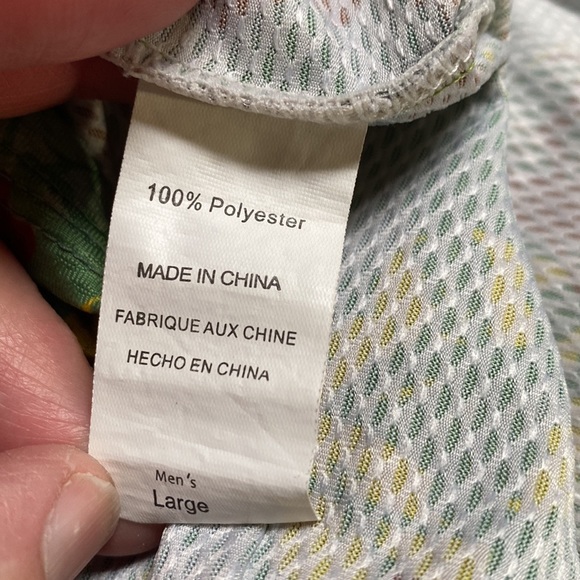 100% Polyester
MADE IN CHINA
FABRIQUE AUX CHINE
HECHO EN CHINA
Men's
Large